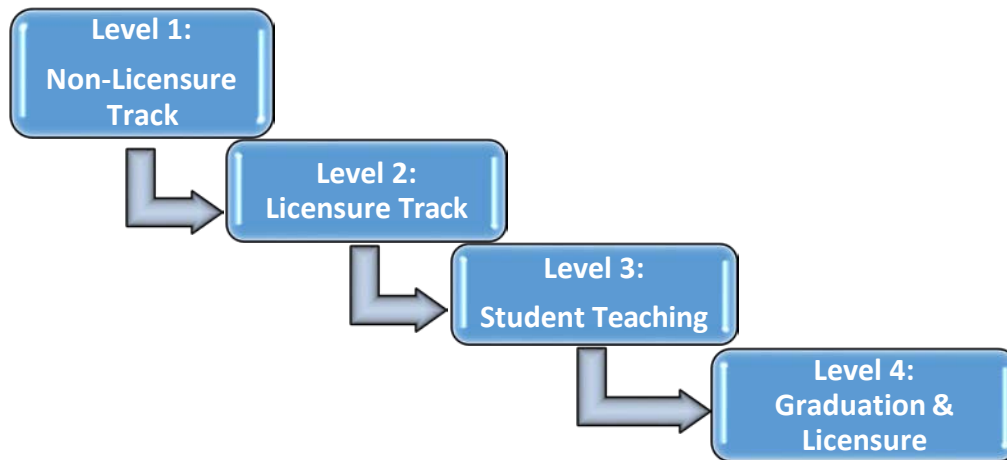 Level 1:
Non-Licensure
Track
Level 2:
Licensure Track
Level 3:
Student Teaching
Level 4:
Graduation &
Licensure